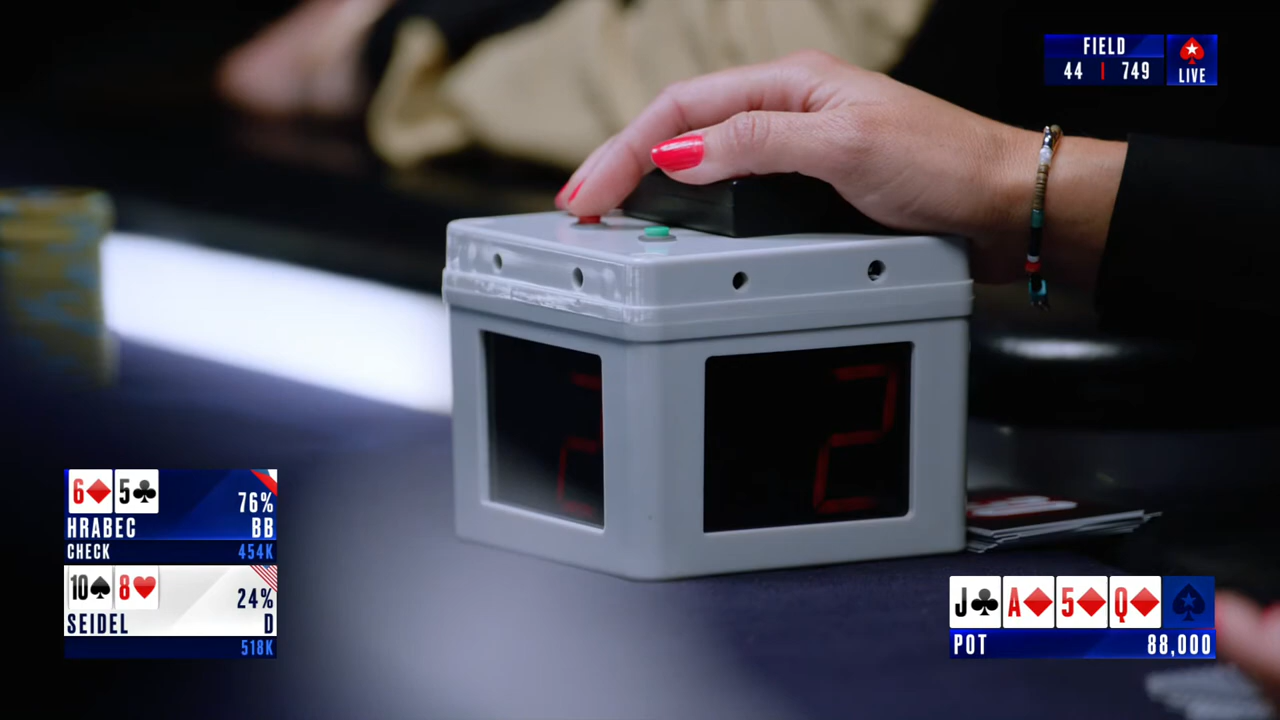 FIELD
44 | 749
LIVE
2
2
6♦ 5♣ 76%
HRABEC BB
CHECK 454K
10♠ 8♥ 24%
SEIDEL D
518K
J♣ A♦ 5♦ Q♦
POT 88,000